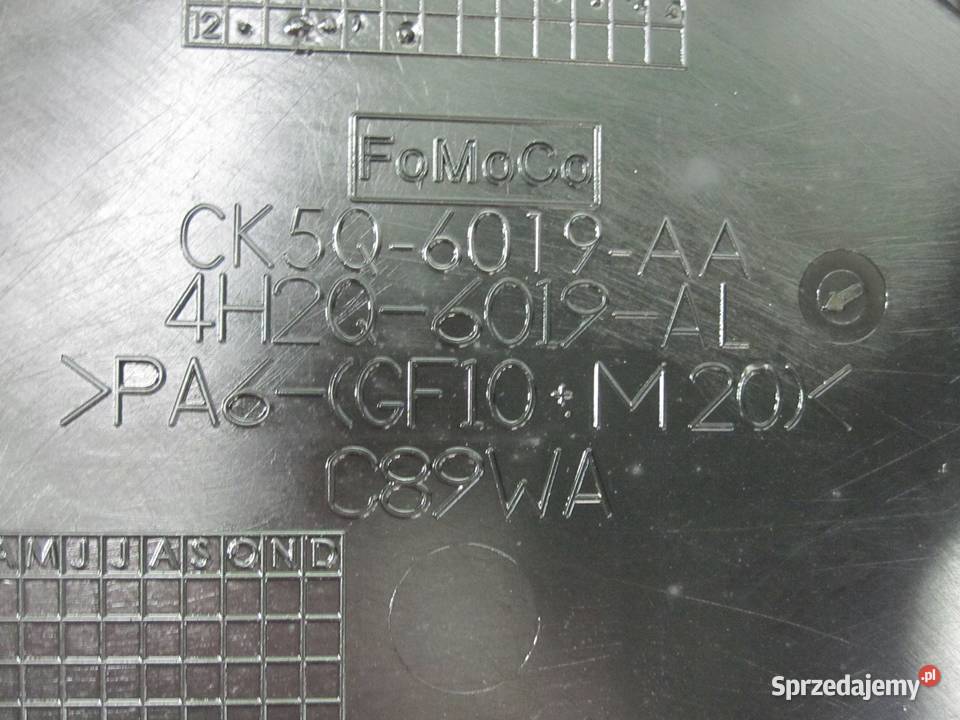 12
FoMoCo
CK5Q-6019-AA
4H2Q-6019-AL
>PA6-(GF10+M20)<
C89WA
AMJJASOND
Sprzedajemy.pl